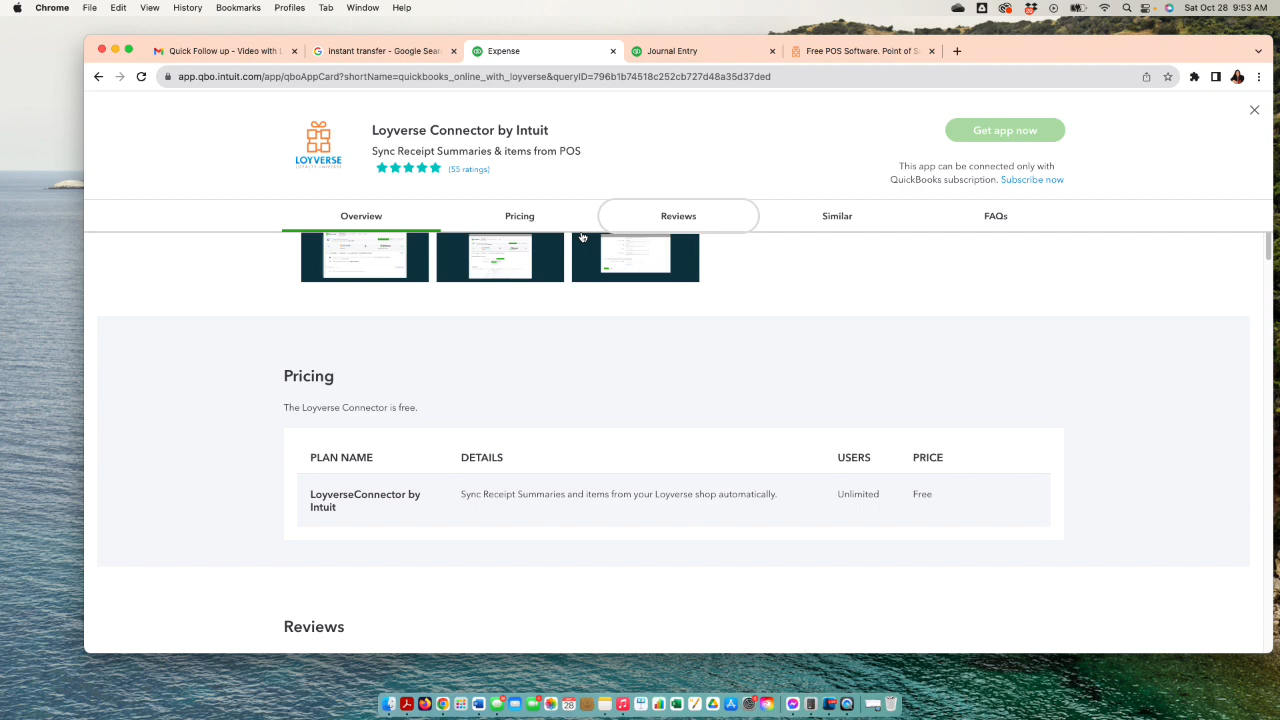 Chrome File Edit View History Bookmarks Profiles Tab Window Help
Sat Oct 28 9:53 AM
Quick Follow up - Video with
instant transfer - Google Sear
Expense
Journal Entry
Free POS Software. Point of S
app.qbo.intuit.com/app/qboAppCard?shortName=quickbooks_online_with_loyverse&queryID=796b1b74518c252cb727d48a35d37ded
LOYVERSE
Loyverse Connector by Intuit
Sync Receipt Summaries & items from POS
(55 ratings)
Get app now
This app can be connected only with
QuickBooks subscription. Subscribe now
Overview Pricing Reviews Similar FAQs
Pricing
The Loyverse Connector is free.
PLAN NAME DETAILS USERS PRICE
LoyverseConnector by Sync Receipt Summaries and items from your Loyverse shop automatically. Unlimited Free
Intuit
Reviews